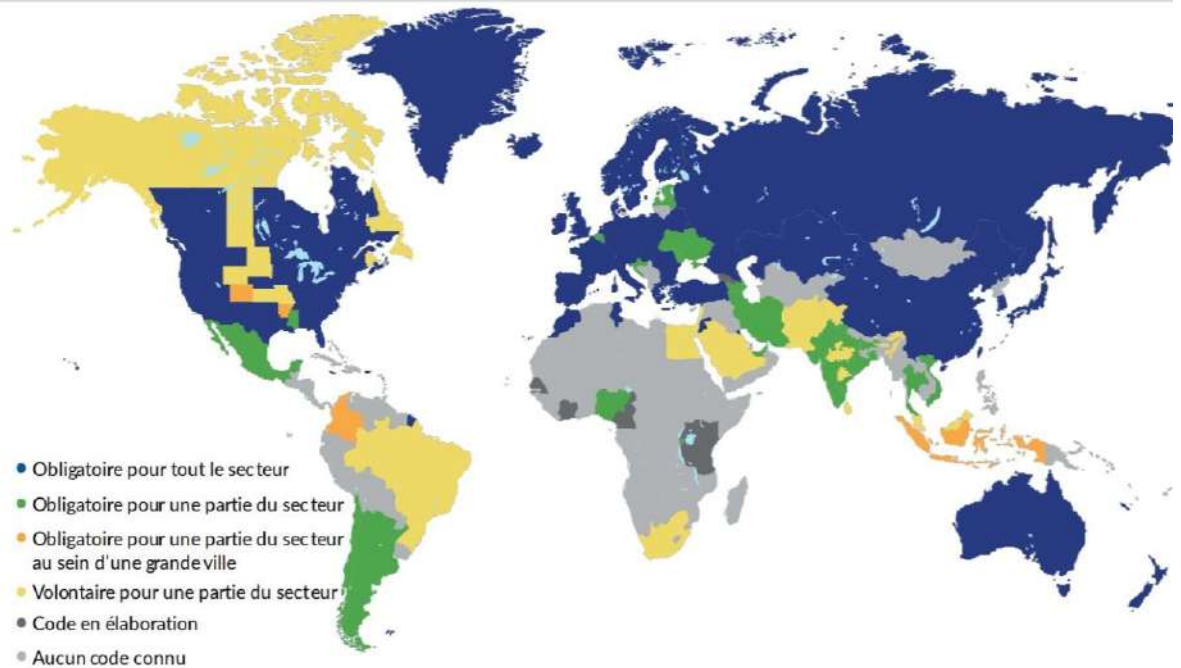 Obligatoire pour tout le secteur
Obligatoire pour une partie du secteur
Obligatoire pour une partie du secteur
au sein d'une grande ville
Volontaire pour une partie du secteur
Code en élaboration
Aucun code connu